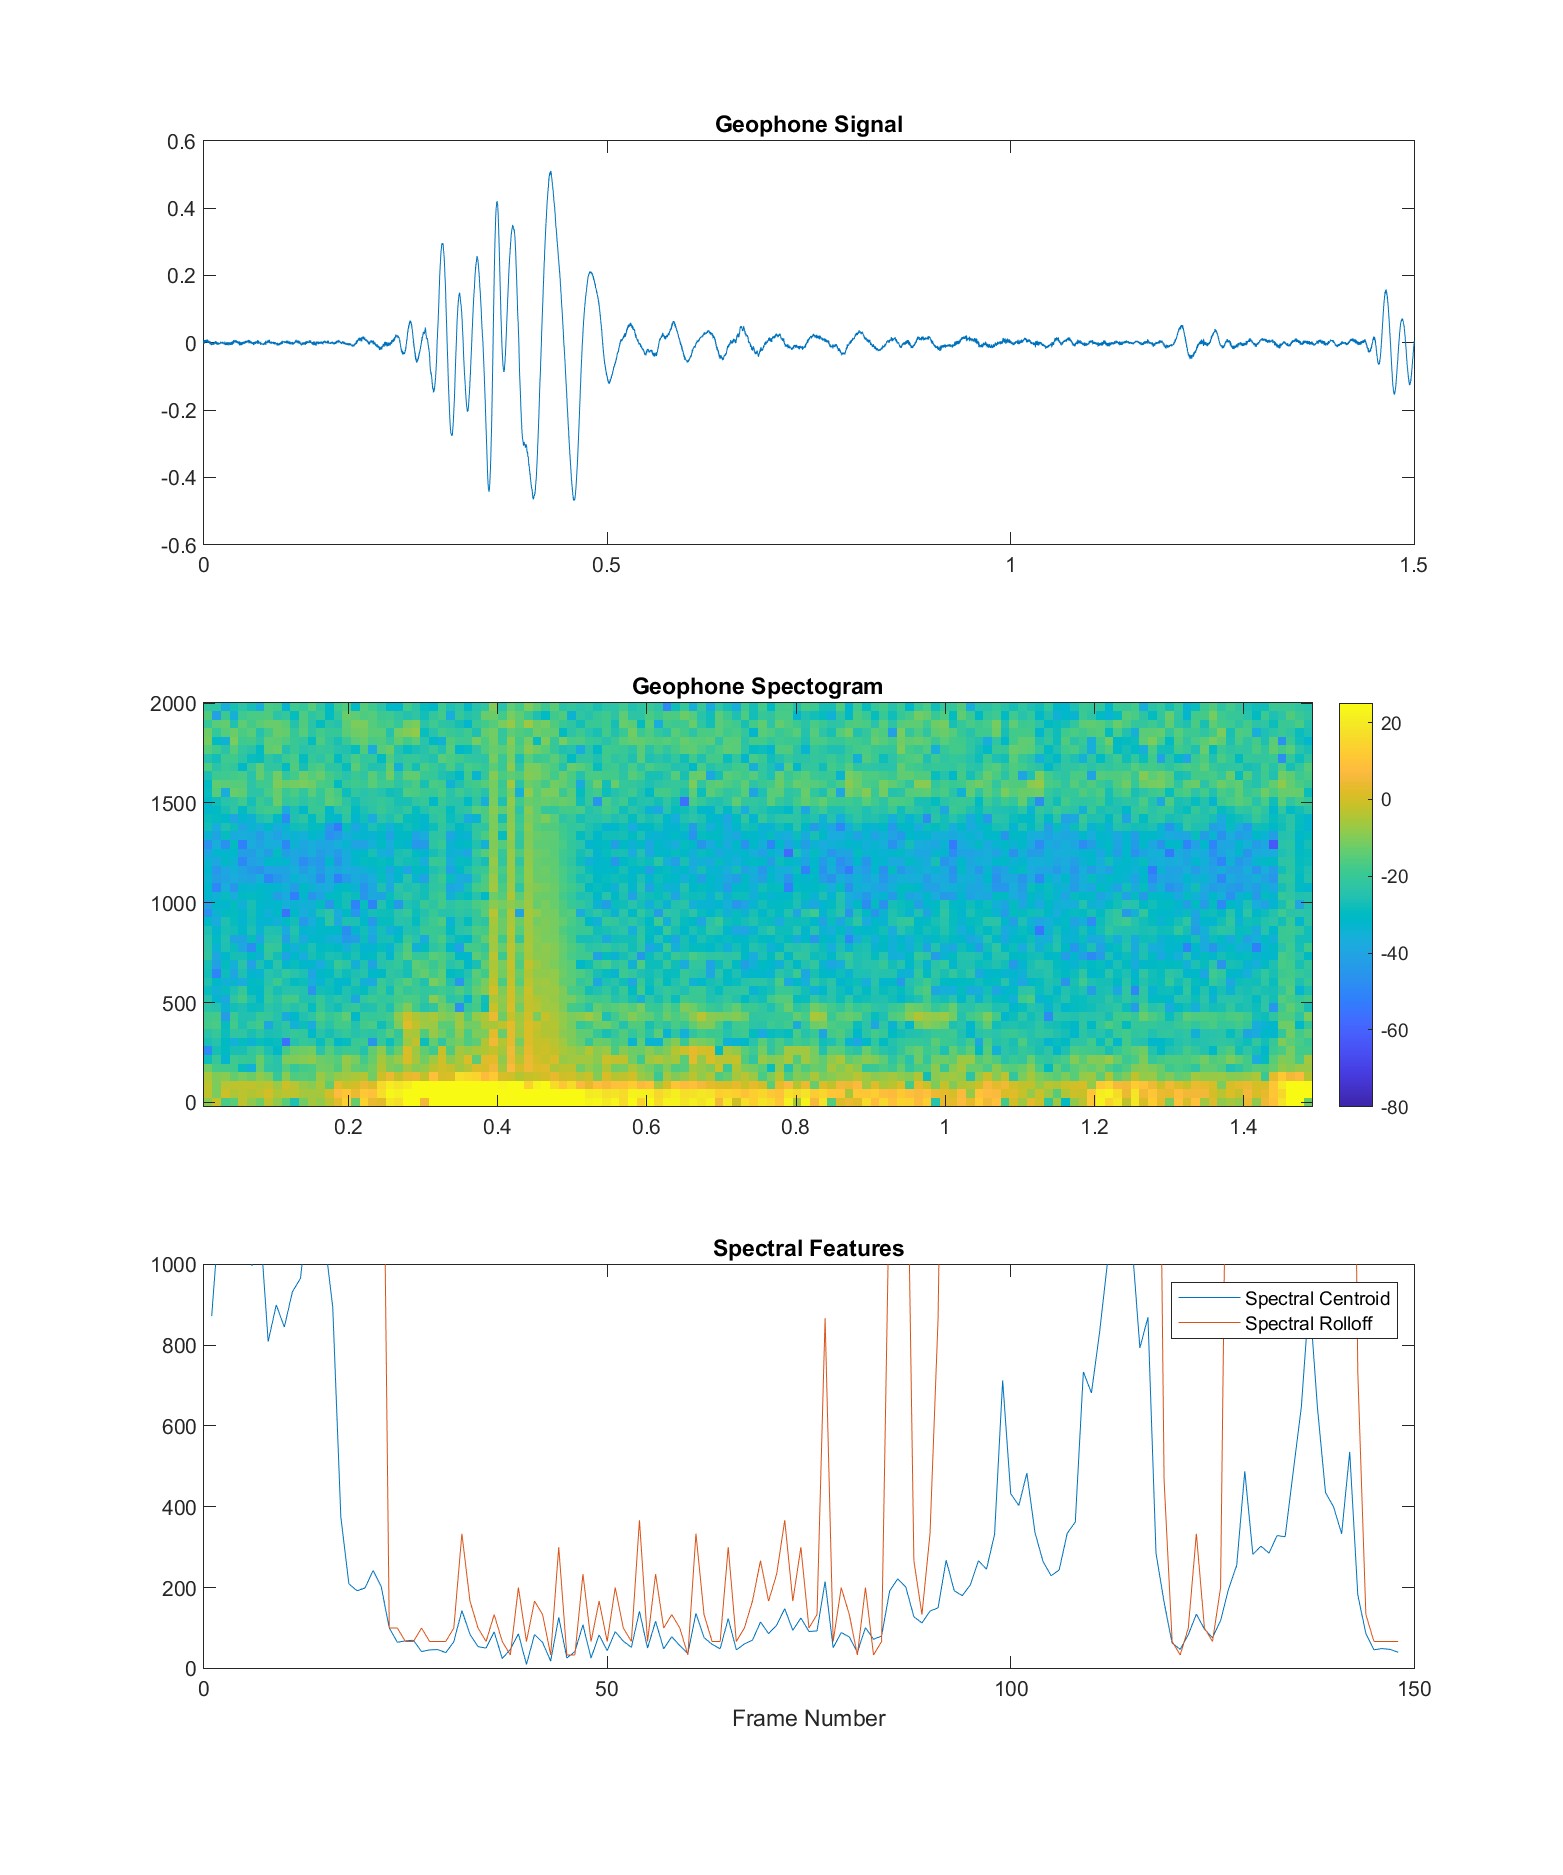 Geophone Signal
0.6
0.4
0.2
0
-0.2
-0.4
-0.6
0 0.5 1 1.5
Geophone Spectogram
2000
1500
1000
500
0
20
0
-20
-40
-60
-80
0.2 0.4 0.6 0.8 1 1.2 1.4
Spectral Features
1000
800
600
400
200
0
Spectral Centroid
Spectral Rolloff
0 50 100 150
Frame Number